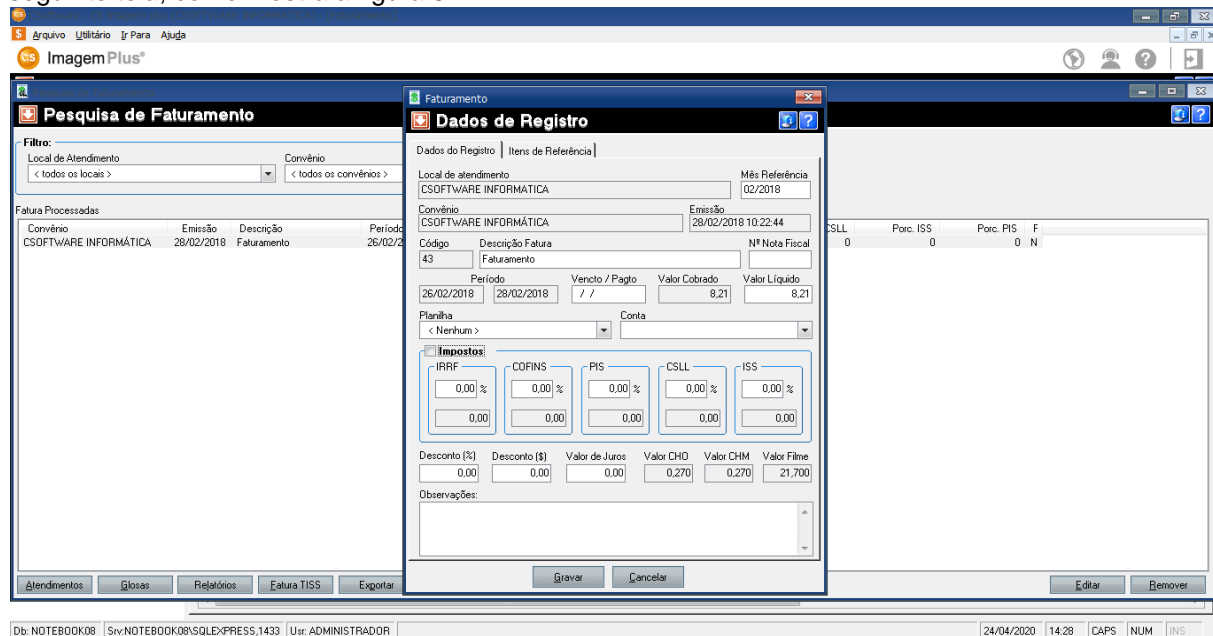 Arquivo Utilitário Ir Para Ajuda
ImagemPlus®
Pesquisa de Faturamento
Filtro:
Local de Atendimento Convênio
< todos os locais > < todos os convênios >
Fatura Processadas
Convênio Emissão Descrição CSLL Porc. ISS Porc. PIS F
CSOFTWARE INFORMÁTICA 28/02/2018 Faturamento 26/02/2 0 0 0 N
Faturamento
Dados de Registro
Dados do Registro Itens de Referência
Local de atendimento Mês Referência
CSOFTWARE INFORMÁTICA 02/2018
Convênio Emissão
CSOFTWARE INFORMÁTICA 28/02/2018 10:22:44
Código Descrição Fatura Nº Nota Fiscal
43 Faturamento
Período Vencto / Pagto Valor Cobrado Valor Líquido
26/02/2018 28/02/2018 / / 8,21 8,21
Planilha Conta
< Nenhum >
Impostos
IRRF COFINS PIS CSLL ISS
0,00 % 0,00 % 0,00 % 0,00 % 0,00 %
0,00 0,00 0,00 0,00 0,00
Desconto (%) Desconto ($) Valor de Juros Valor CHO Valor CHM Valor Filme
0,00 0,00 0,00 0,270 0,270 21,700
Observações:
Gravar Cancelar
Atendimentos Glosas Relatórios Fatura TISS Exportar Editar Remover
Db: NOTEBOOK08 Srv:NOTEBOOK08\SQLEXPRESS,1433 Usr: ADMINISTRADOR 24/04/2020 14:28 CAPS NUM INS